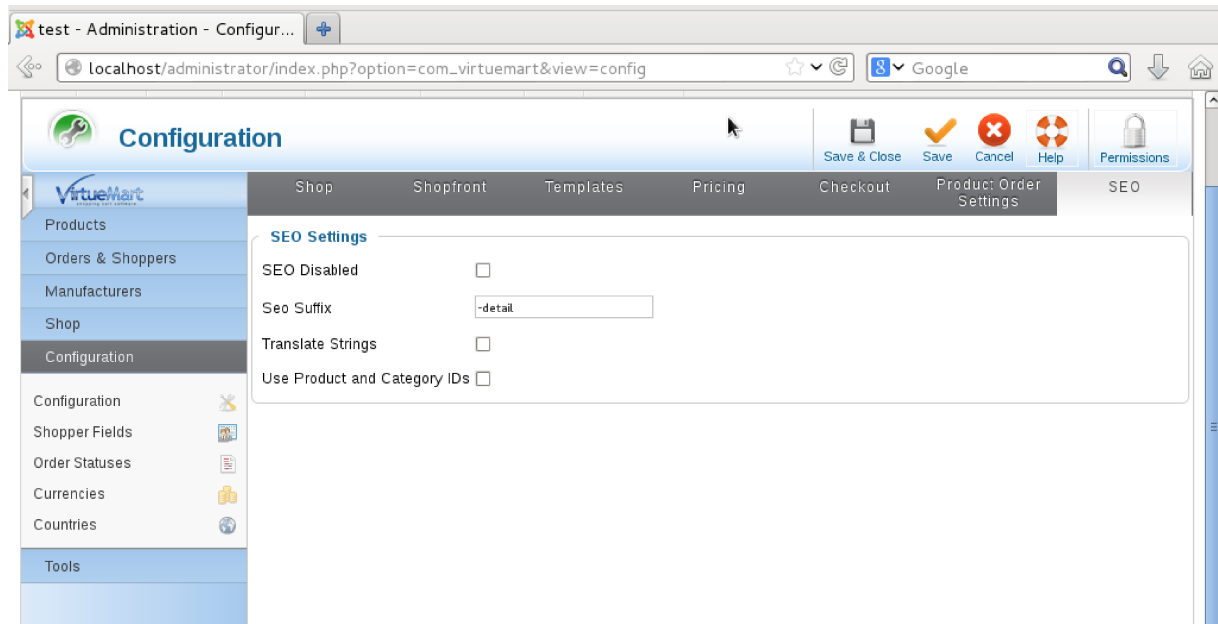 test - Administration - Configur...
localhost/administrator/index.php?option=com_virtuemart&view=config
Google
Configuration
Save & Close
Save
Cancel
Help
Permissions
VirtueMart
Shop
Shopfront
Templates
Pricing
Checkout
Product Order Settings
SEO
Products
Orders & Shoppers
Manufacturers
Shop
Configuration
Configuration
Shopper Fields
Order Statuses
Currencies
Countries
Tools
SEO Settings
SEO Disabled
Seo Suffix
-detail
Translate Strings
Use Product and Category IDs